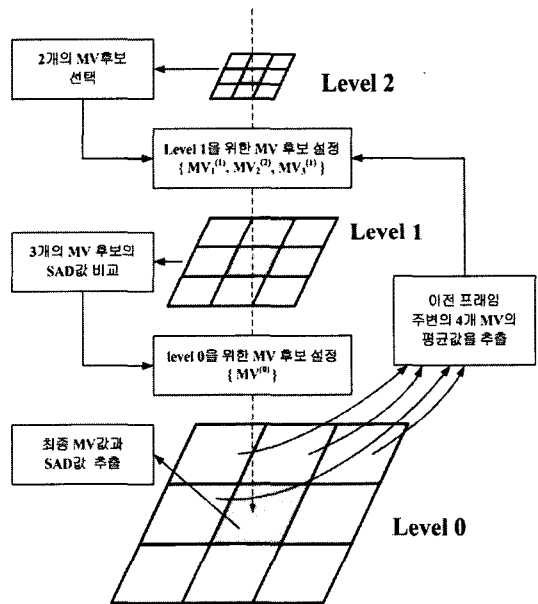 2개의 MV후보
선택
Level 2
Level 1을 위한 MV 후보 설정
{ MV₁⁽¹⁾, MV₂⁽²⁾, MV₃⁽¹⁾ }
Level 1
3개의 MV 후보의
SAD값 비교
이전 프래임
주변의 4개 MV의
평균값을 추출
level 0을 위한 MV 후보 설정
{ MV⁽⁰⁾ }
최종 MV값과
SAD값 추출
Level 0